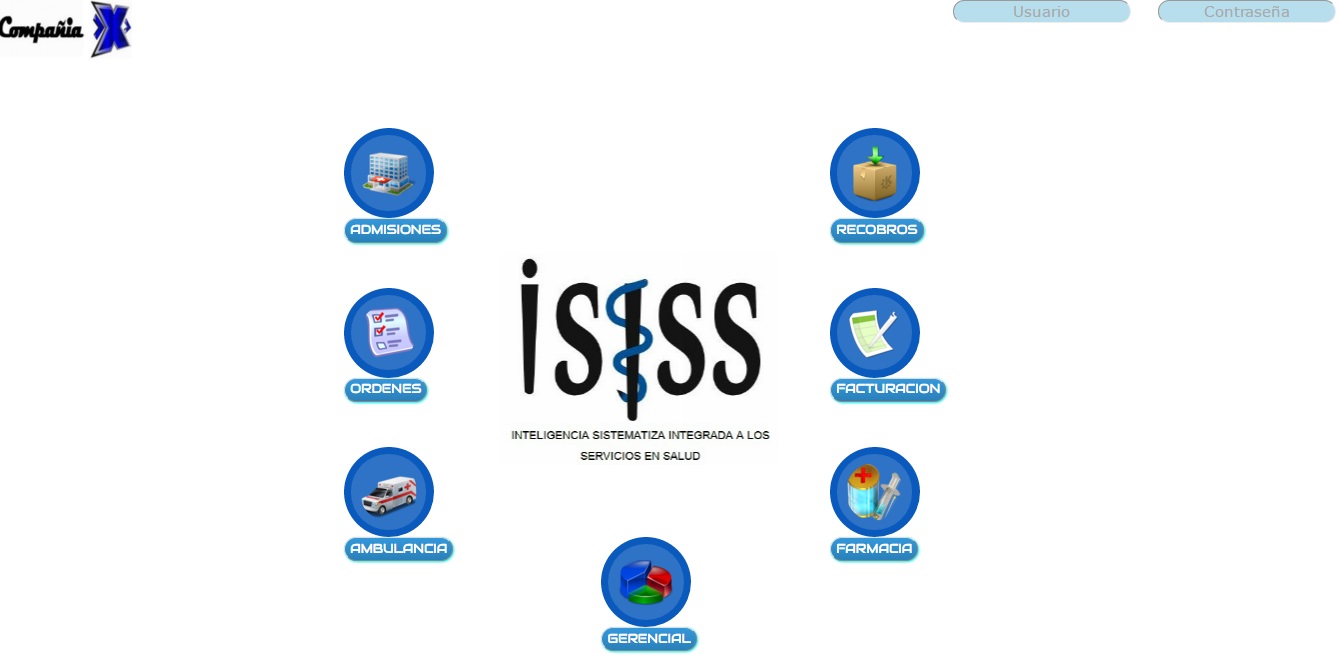 Compañia X
Usuario
Contraseña
ADMISIONES
RECOBROS
ORDENES
FACTURACION
isiss
INTELIGENCIA SISTEMATIZA INTEGRADA A LOS
SERVICIOS EN SALUD
AMBULANCIA
FARMACIA
GERENCIAL